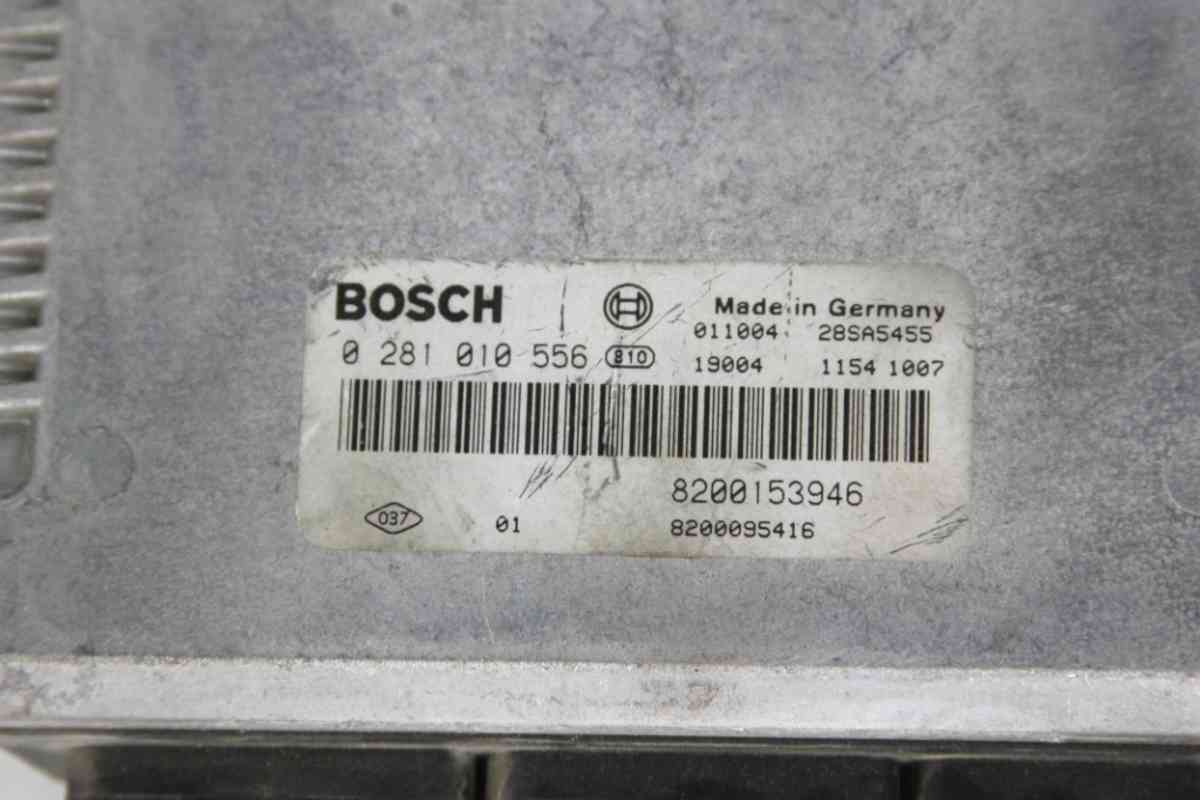 BOSCH
Made in Germany
011004 28SA5455
0 281 010 556 810
19004 1154 1007
8200153946
037 01 8200095416